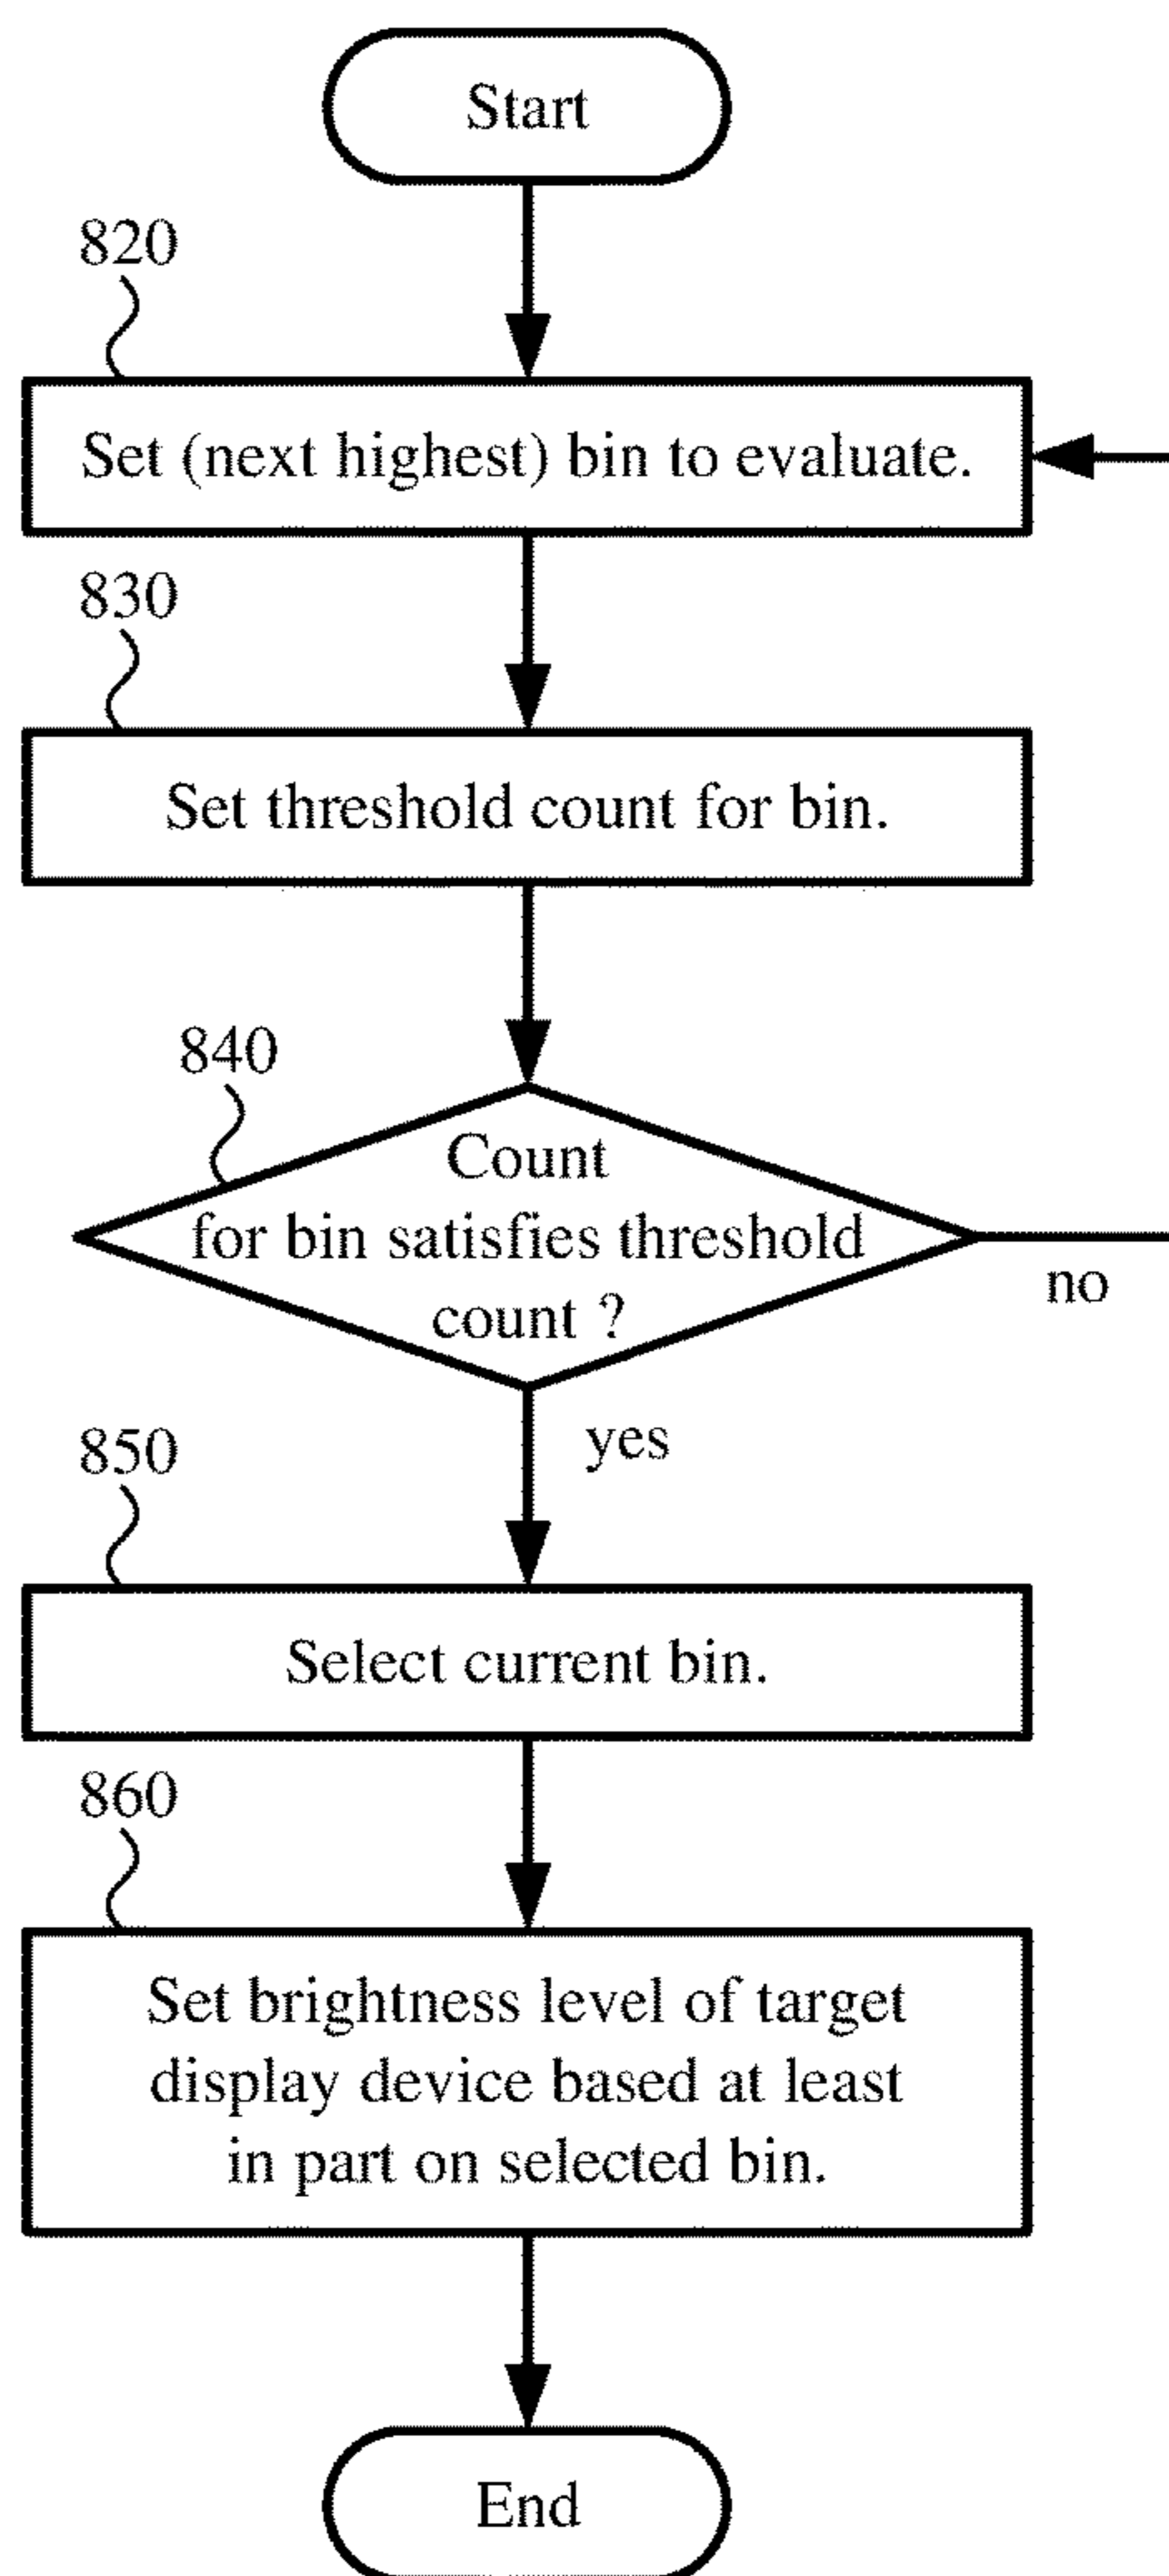 Start
820
Set (next highest) bin to evaluate.
830
Set threshold count for bin.
840
Count
for bin satisfies threshold
count ?
no
yes
850
Select current bin.
860
Set brightness level of target
display device based at least
in part on selected bin.
End